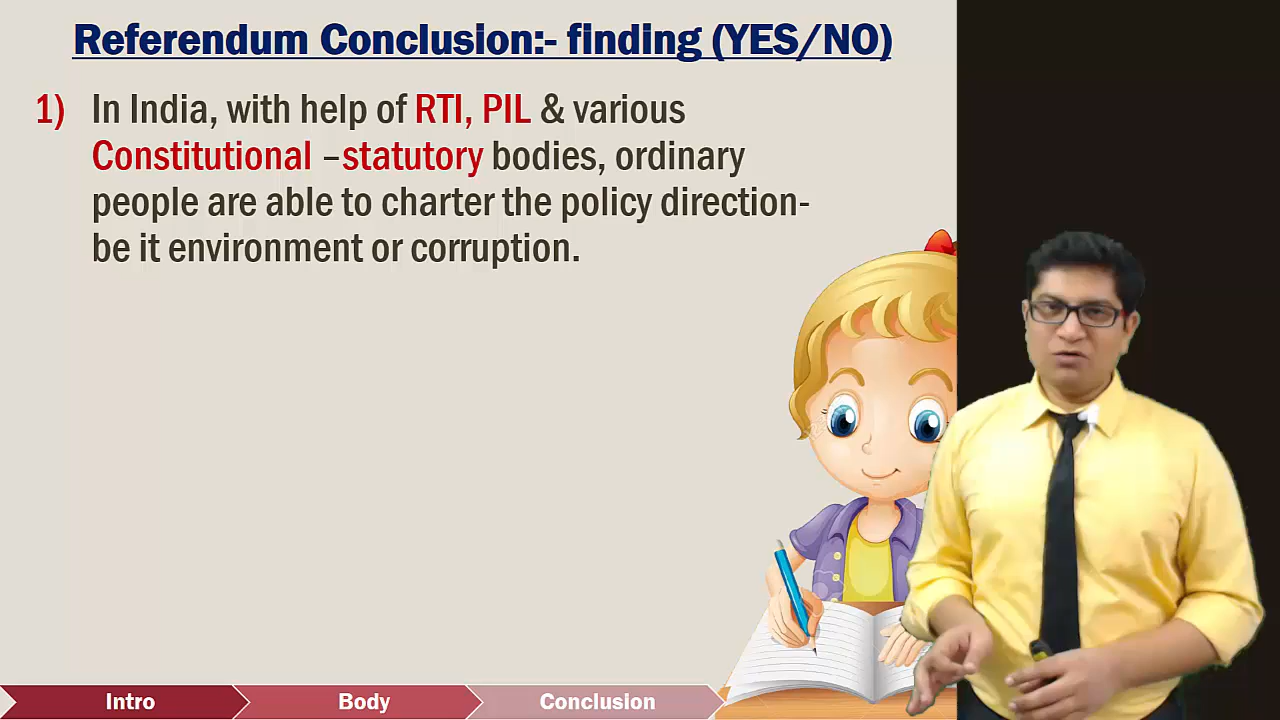 Referendum Conclusion:- finding (YES/NO)
1) In India, with help of RTI, PIL & various
Constitutional –statutory bodies, ordinary
people are able to charter the policy direction-
be it environment or corruption.
Intro
Body
Conclusion